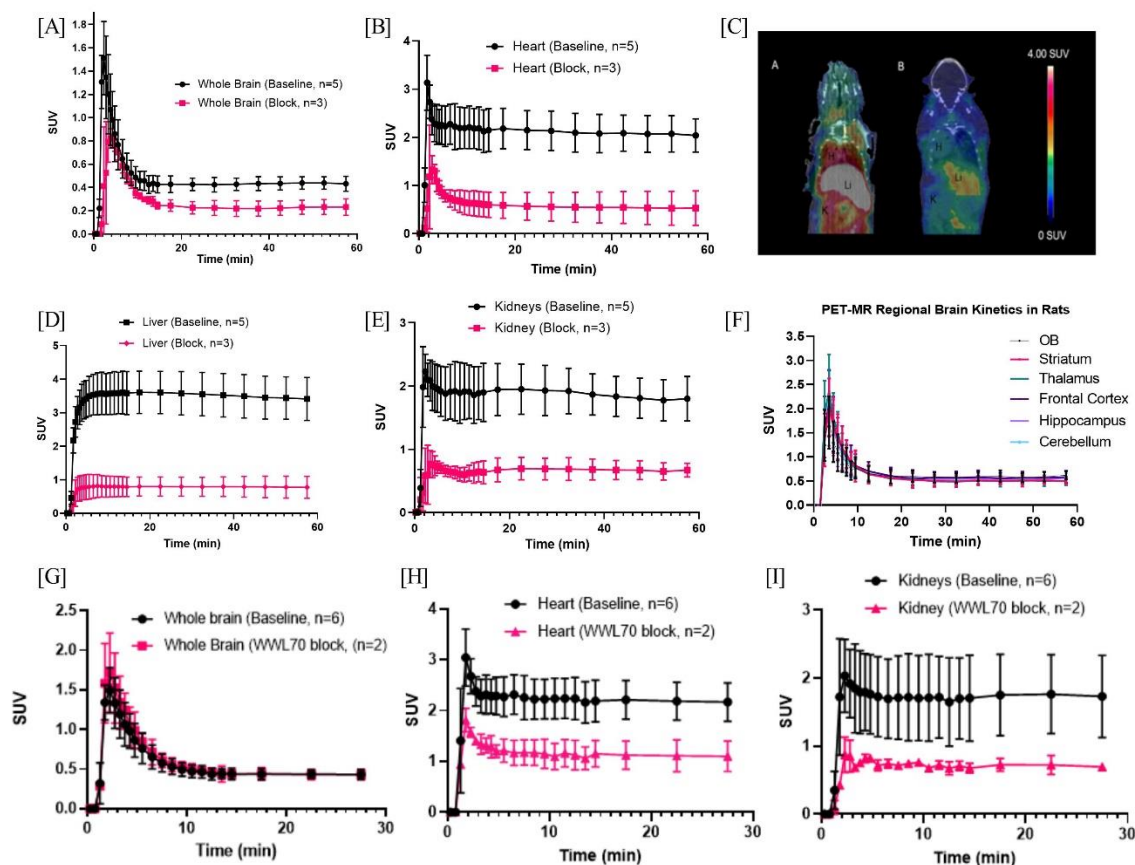 [A]
1.8
1.6
1.4
1.2
1.0
0.8
0.6
0.4
0.2
0.0
SUV
0 20 40 60
Time (min)
Whole Brain (Baseline, n=5)
Whole Brain (Block, n=3)
[B]
4
3
2
1
0
SUV
0 10 20 30 40 50 60
Time (min)
Heart (Baseline, n=5)
Heart (Block, n=3)
[C]
A
B
H
Li
K
H
Li
K
4.00 SUV
0 SUV
[D]
Liver (Baseline, n=5)
Liver (Block, n=3)
5
4
3
2
1
0
SUV
0 20 40 60
Time (min)
[E]
Kidneys (Baseline, n=5)
Kidney (Block, n=3)
3
2
1
0
SUV
0 20 40 60
Time (min)
[F]
PET-MR Regional Brain Kinetics in Rats
OB
Striatum
Thalamus
Frontal Cortex
Hippocampus
Cerebellum
3.5
3.0
2.5
2.0
1.5
1.0
0.5
0.0
SUV
0 10 20 30 40 50 60
Time (min)
[G]
Whole brain (Baseline, n=6)
Whole Brain (WWL70 block, (n=2)
2.5
2.0
1.5
1.0
0.5
0.0
SUV
0 10 20 30
Time (min)
[H]
Heart (Baseline, n=6)
Heart (WWL70 block, n=2)
4
3
2
1
0
SUV
0 10 20 30
Time (min)
[I]
Kidneys (Baseline, n=6)
Kidney (WWL70 block, n=2)
3
2
1
0
SUV
0 10 20 30
Time (min)